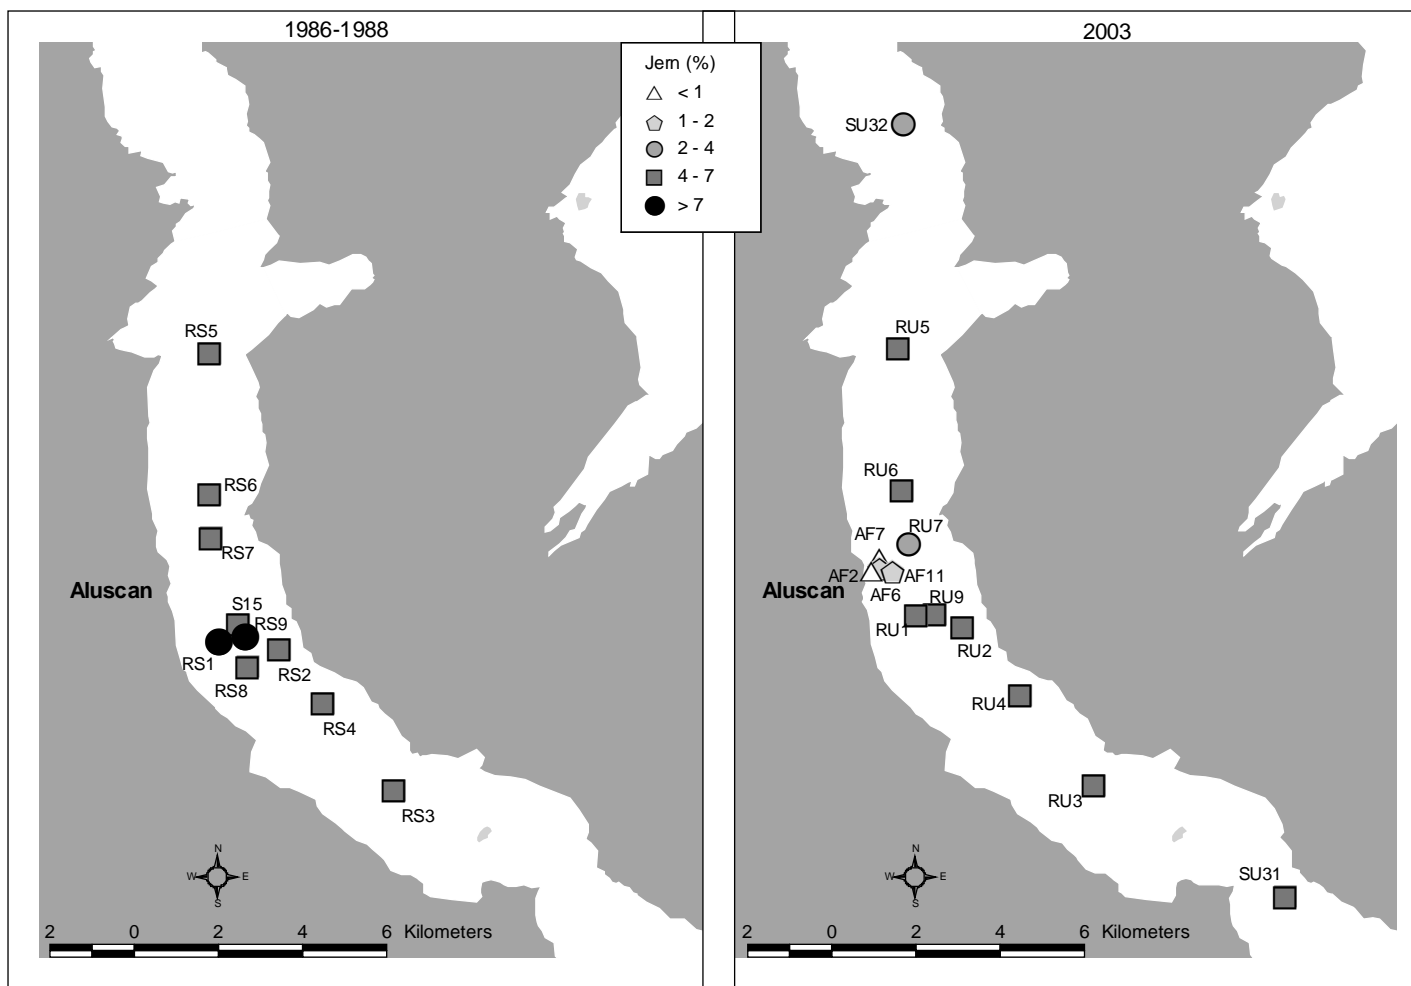 1986-1988
Jern (%)
< 1
1 - 2
2 - 4
4 - 7
> 7
RS5
RS6
RS7
Aluscan
S15
RS9
RS1
RS2
RS8
RS4
RS3
N
W
E
S
2 0 2 4 6 Kilometers
2003
SU32
RU5
RU6
RU7
AF7
AF2
AF11
Aluscan
AF6
RU9
RU1
RU2
RU4
RU3
SU31
N
W
E
S
2 0 2 4 6 Kilometers